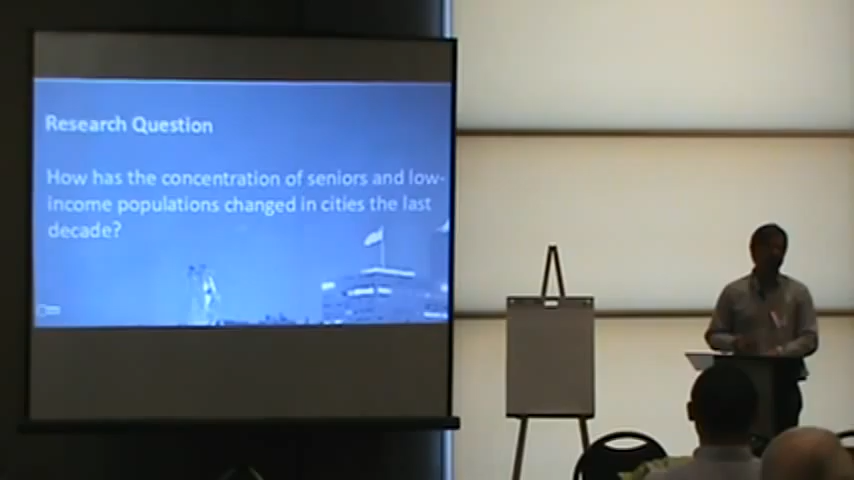 Research Question
How has the concentration of seniors and low-
income populations changed in cities the last
decade?